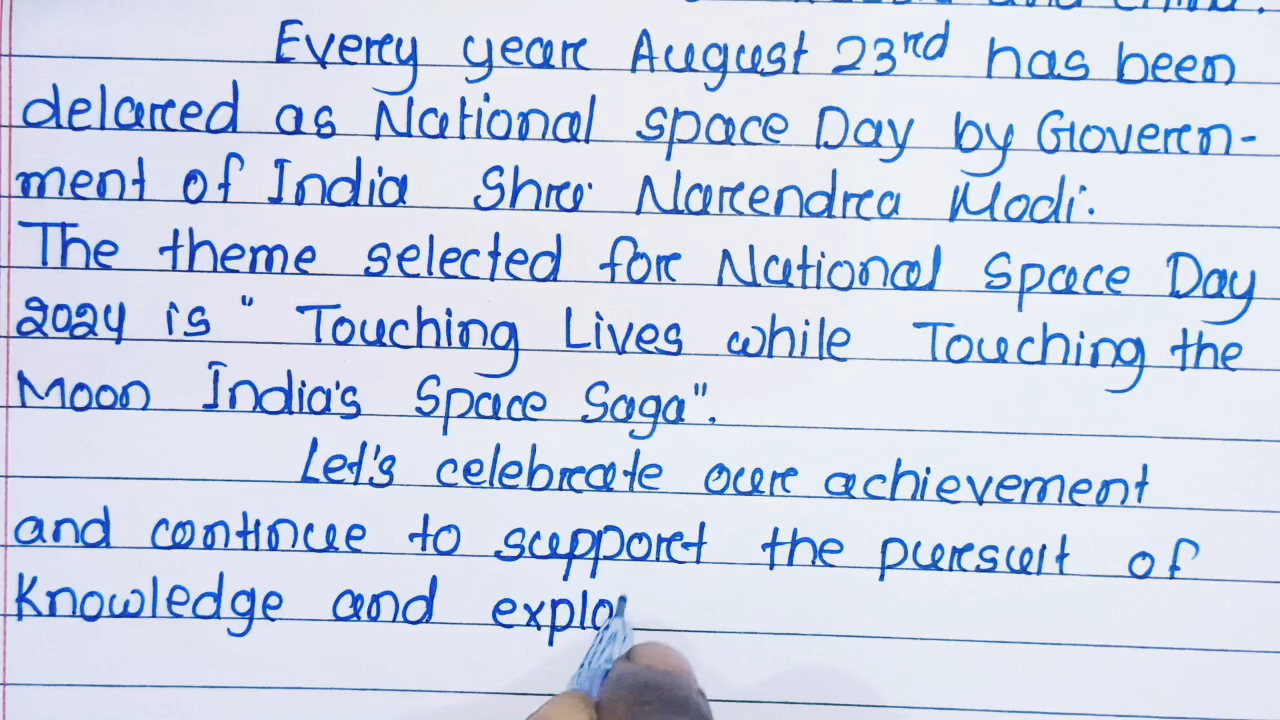 Every year August 23rd has been
delared as National space Day by Govern-
ment of India Shri Narendra Modi.
The theme selected for National Space Day
2024 is " Touching Lives while Touching the
Moon India's Space Saga".
Let's celebrate our achievement
and continue to support the pursuit of
Knowledge and explo